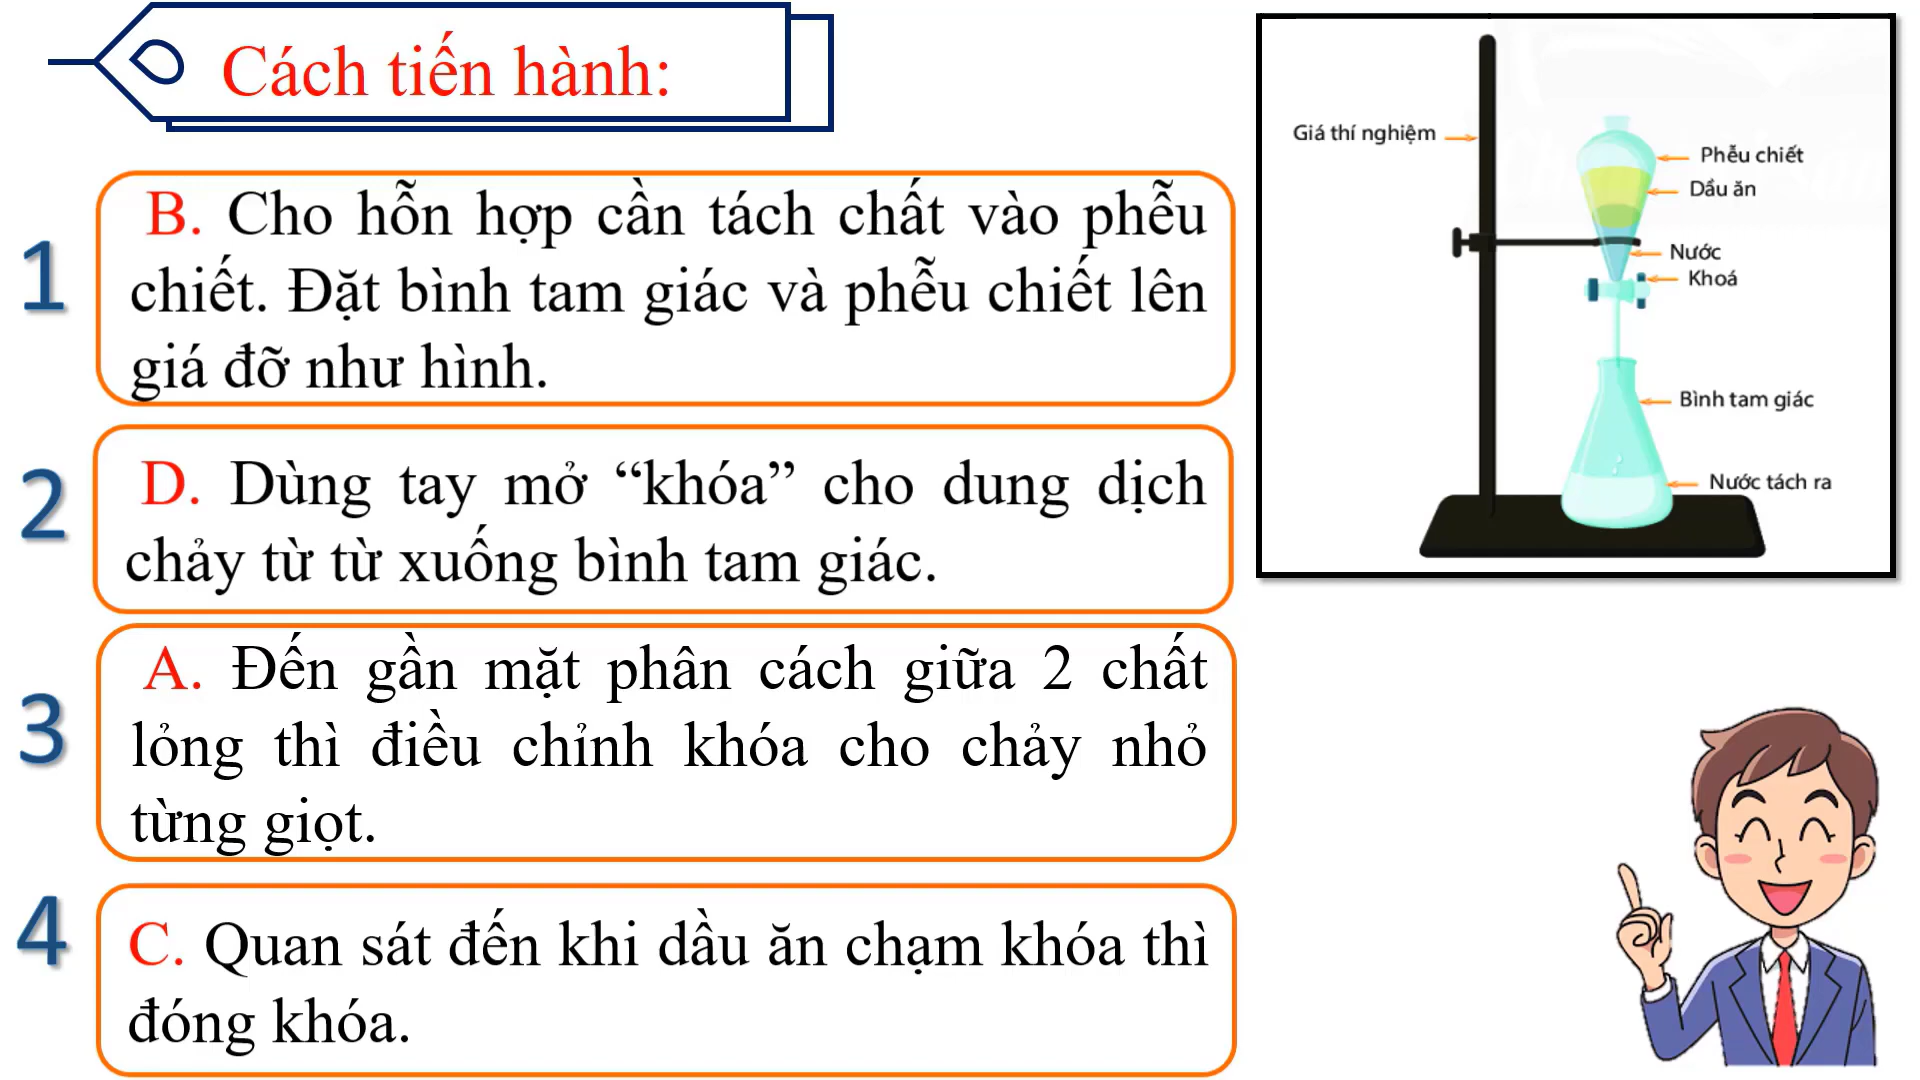 Cách tiến hành:
1
B. Cho hỗn hợp cần tách chất vào phễu
chiết. Đặt bình tam giác và phễu chiết lên
giá đỡ như hình.
2
D. Dùng tay mở “khóa” cho dung dịch
chảy từ từ xuống bình tam giác.
3
A. Đến gần mặt phân cách giữa 2 chất
lỏng thì điều chỉnh khóa cho chảy nhỏ
từng giọt.
4
C. Quan sát đến khi dầu ăn chạm khóa thì
đóng khóa.
Giá thí nghiệm
Phễu chiết
Dầu ăn
Nước
Khoá
Bình tam giác
Nước tách ra